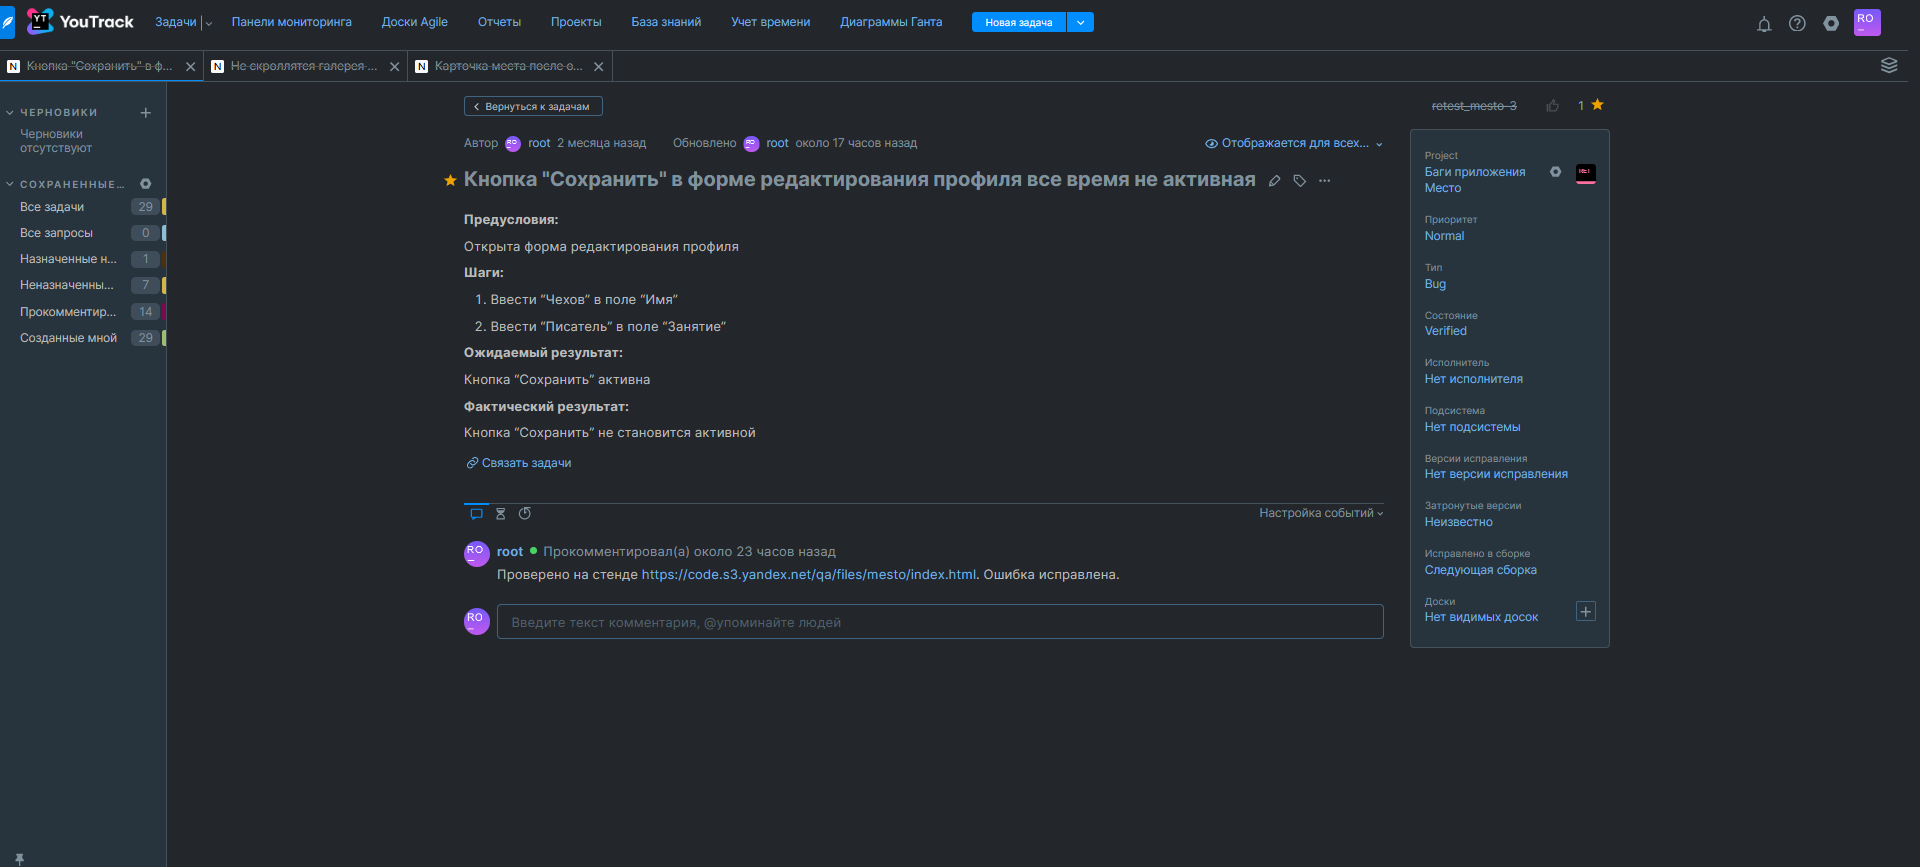 YouTrack
Задачи
Панели мониторинга
Доски Agile
Отчеты
Проекты
База знаний
Учет времени
Диаграммы Ганта
Новая задача
RO
N Кнопка "Сохранить" в ф...
N Не скроллятся галерея ...
N Карточка места после о...
ЧЕРНОВИКИ
Черновики
отсутствуют
СОХРАНЕННЫЕ...
Все задачи 29
Все запросы 0
Назначенные н... 1
Неназначенны... 7
Прокомментир... 14
Созданные мной 29
Вернуться к задачам
retest_mesto-3
1
Автор root 2 месяца назад Обновлено root около 17 часов назад
Отображается для всех...
Кнопка "Сохранить" в форме редактирования профиля все время не активная
Предусловия:
Открыта форма редактирования профиля
Шаги:
1. Ввести “Чехов” в поле “Имя”
2. Ввести “Писатель” в поле “Занятие”
Ожидаемый результат:
Кнопка “Сохранить” активна
Фактический результат:
Кнопка “Сохранить” не становится активной
Связать задачи
Настройка событий
RO root Прокомментировал(а) около 23 часов назад
Проверено на стенде https://code.s3.yandex.net/qa/files/mesto/index.html. Ошибка исправлена.
RO Введите текст комментария, @упоминайте людей
Project
Баги приложения
Место
Приоритет
Normal
Тип
Bug
Состояние
Verified
Исполнитель
Нет исполнителя
Подсистема
Нет подсистемы
Версии исправления
Нет версии исправления
Затронутые версии
Неизвестно
Исправлено в сборке
Следующая сборка
Доски
Нет видимых досок